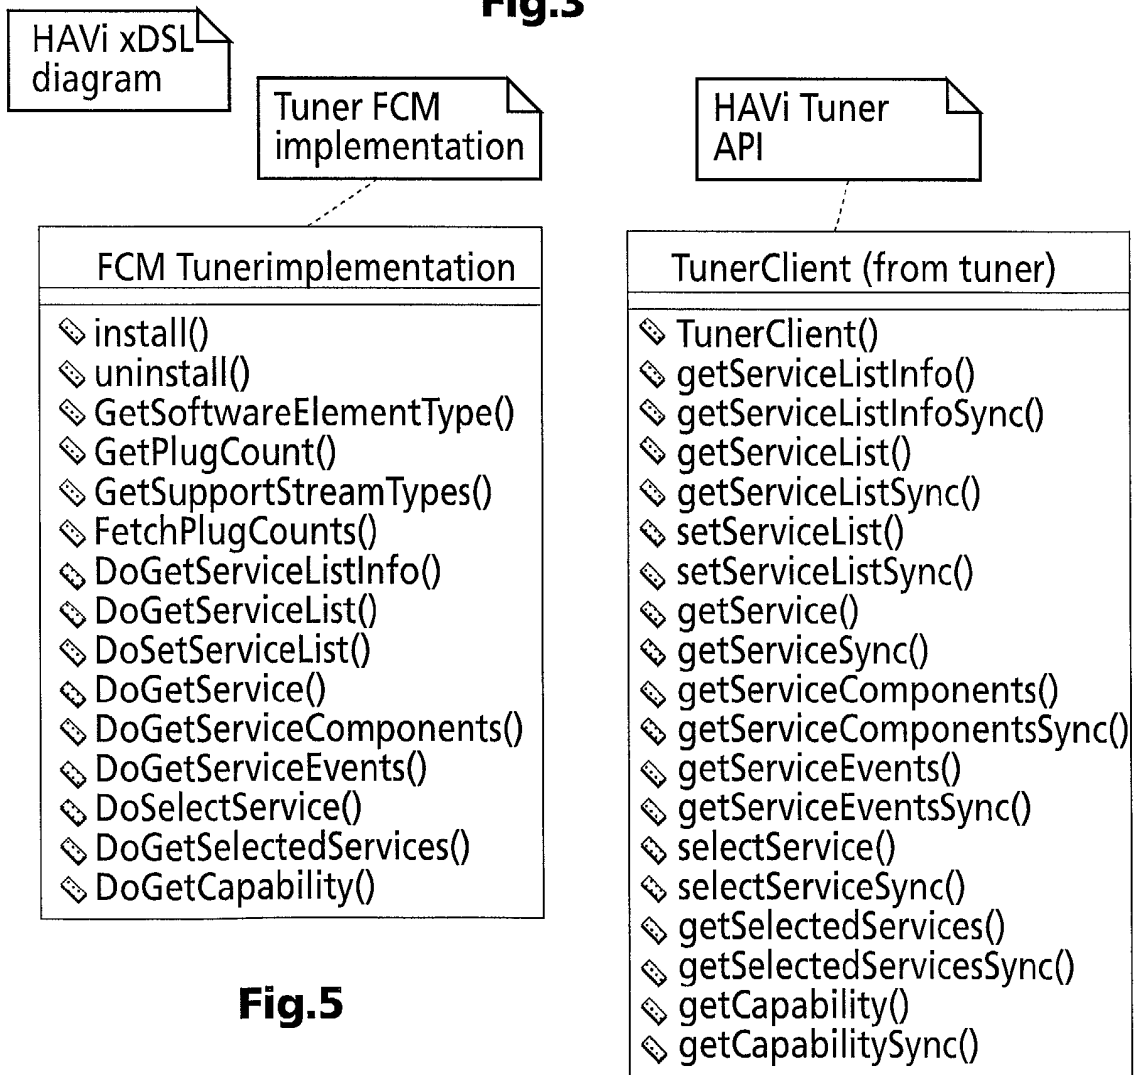 Fig.3
HAVi xDSL
diagram
Tuner FCM
implementation
HAVi Tuner
API
FCM Tunerimplementation
install()
uninstall()
GetSoftwareElementType()
GetPlugCount()
GetSupportStreamTypes()
FetchPlugCounts()
DoGetServiceListInfo()
DoGetServiceList()
DoSetServiceList()
DoGetService()
DoGetServiceComponents()
DoGetServiceEvents()
DoSelectService()
DoGetSelectedServices()
DoGetCapability()
Fig.5
TunerClient (from tuner)
TunerClient()
getServiceListInfo()
getServiceListInfoSync()
getServiceList()
getServiceListSync()
setServiceList()
setServiceListSync()
getService()
getServiceSync()
getServiceComponents()
getServiceComponentsSync()
getServiceEvents()
getServiceEventsSync()
selectService()
selectServiceSync()
getSelectedServices()
getSelectedServicesSync()
getCapability()
getCapabilitySync()